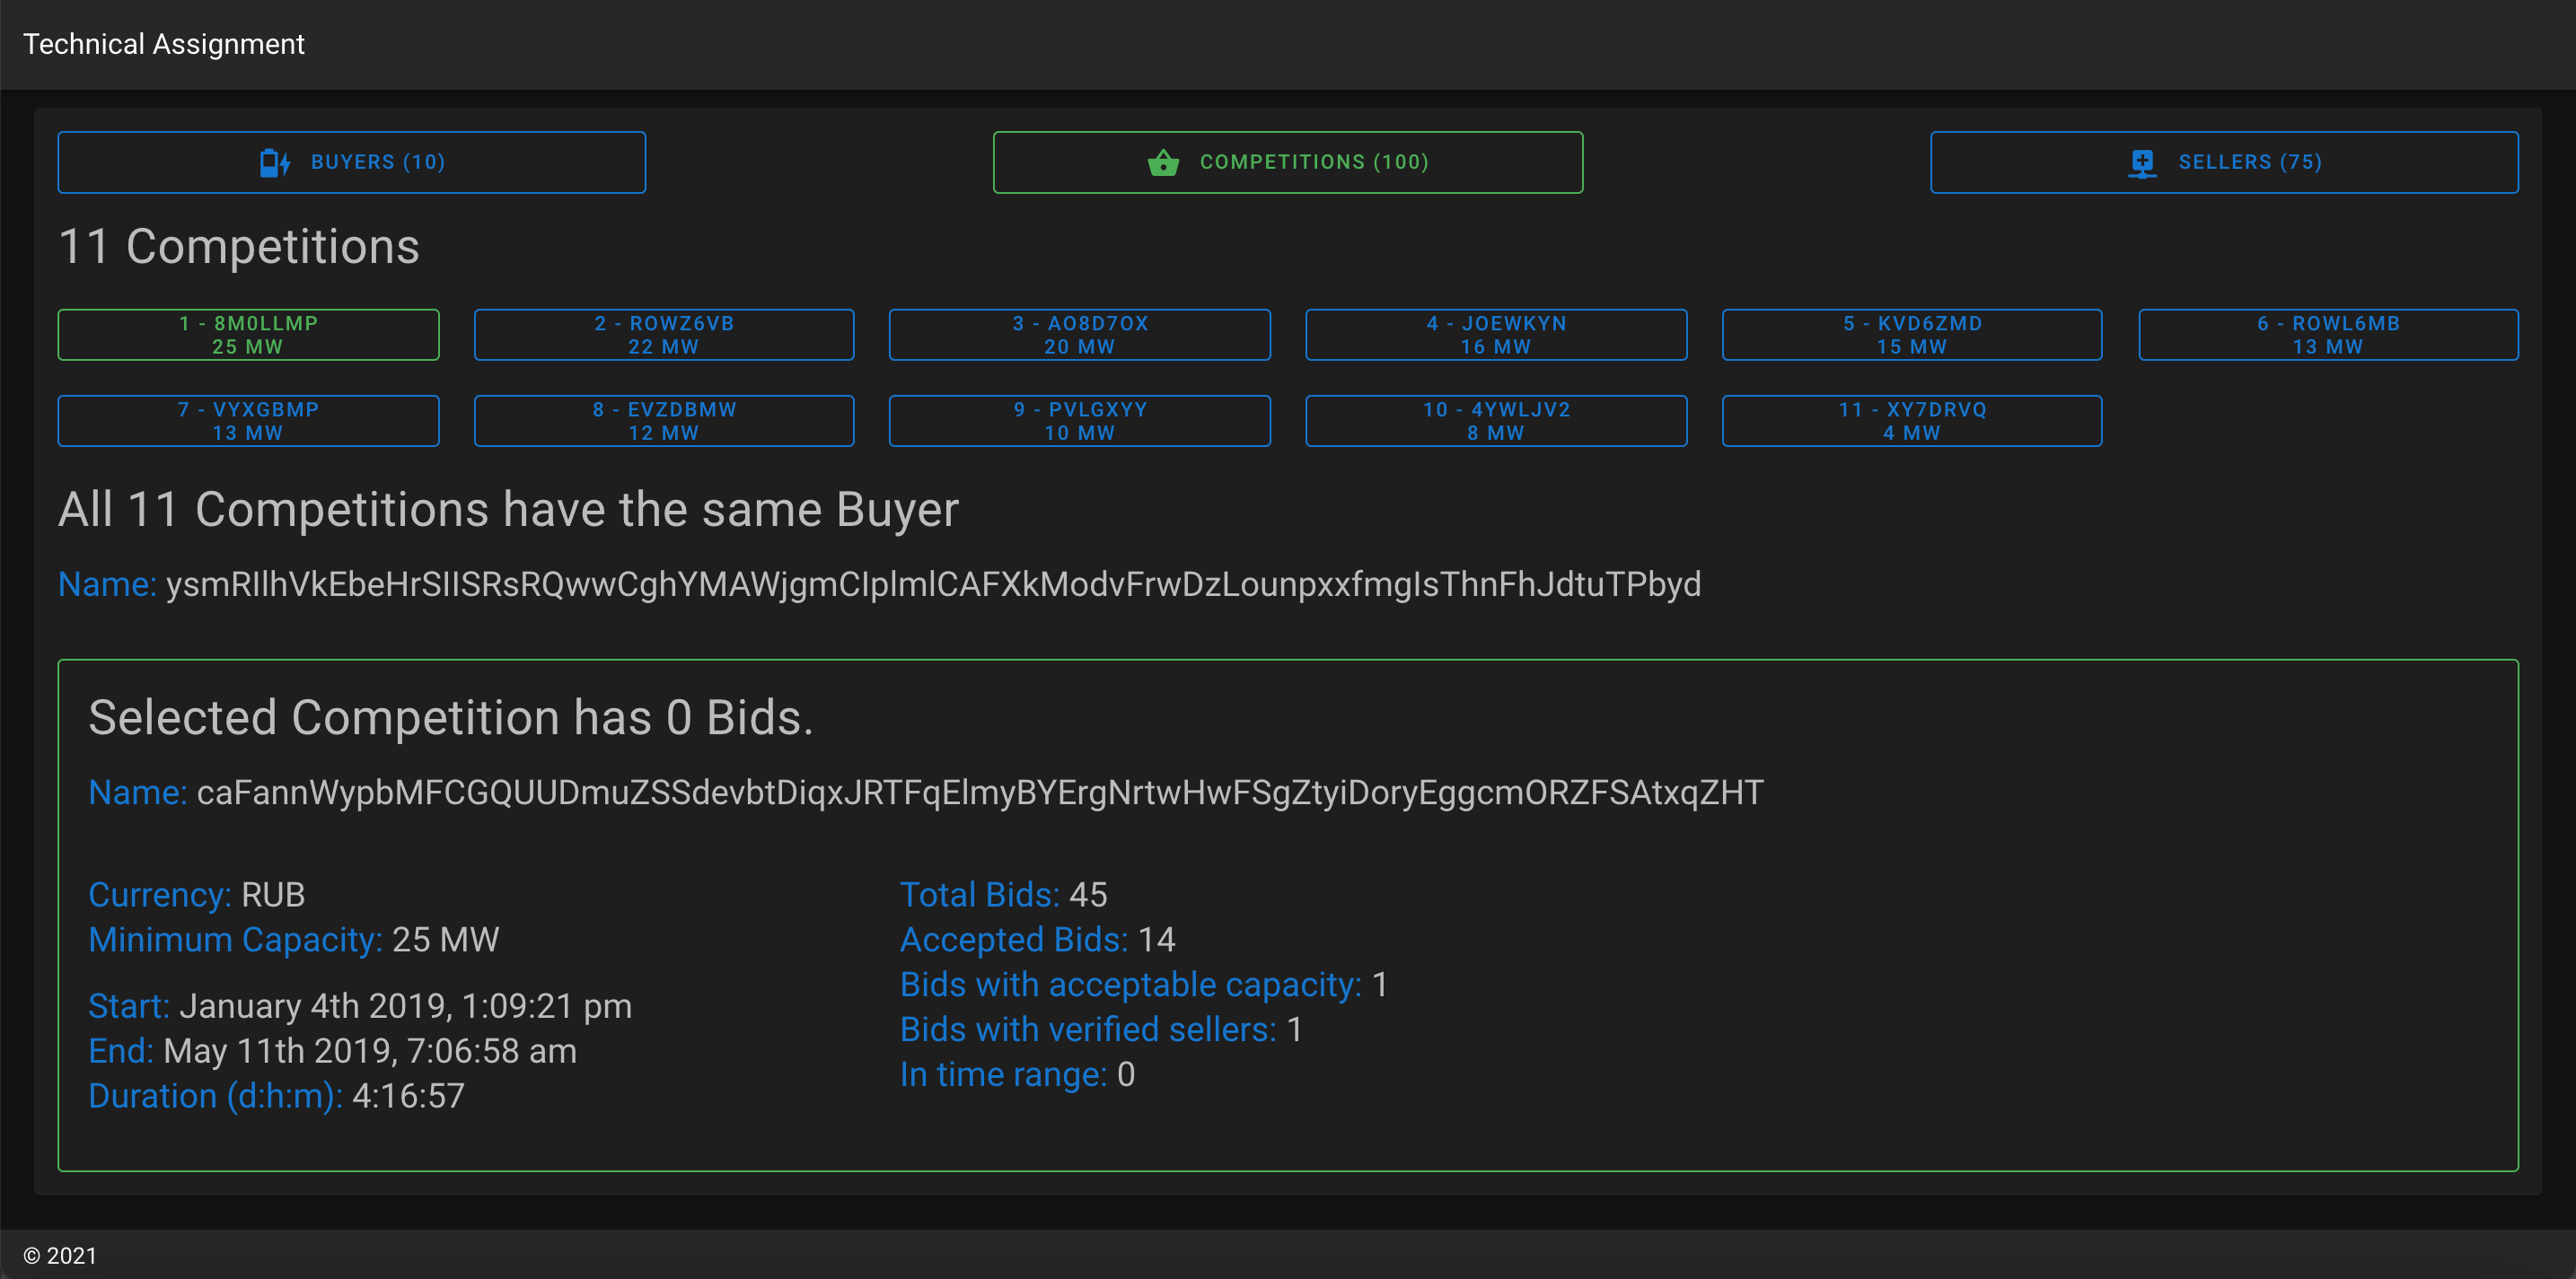 Technical Assignment
BUYERS (10)
COMPETITIONS (100)
SELLERS (75)
11 Competitions
1 - 8M0LLMP
25 MW
2 - ROWZ6VB
22 MW
3 - AO8D7OX
20 MW
4 - JOEWKYN
16 MW
5 - KVD6ZMD
15 MW
6 - ROWL6MB
13 MW
7 - VYXGBMP
13 MW
8 - EVZDBMW
12 MW
9 - PVLGXYY
10 MW
10 - 4YWLJV2
8 MW
11 - XY7DRVQ
4 MW
All 11 Competitions have the same Buyer
Name: ysmRIlhVkEbeHrSIISRsRQwwCghYMAWjgmCIplmlCAFXkModvFrwDzLounpxxfmgIsThnFhJdtuTPbyd
Selected Competition has 0 Bids.
Name: caFannWypbMFCGQUUDmuZSSdevbtDiqxJRTFqElmyBYErgNrtwHwFSgZtyiDoryEggcmORZFSAtxqZHT
Currency: RUB
Minimum Capacity: 25 MW
Start: January 4th 2019, 1:09:21 pm
End: May 11th 2019, 7:06:58 am
Duration (d:h:m): 4:16:57
Total Bids: 45
Accepted Bids: 14
Bids with acceptable capacity: 1
Bids with verified sellers: 1
In time range: 0
© 2021